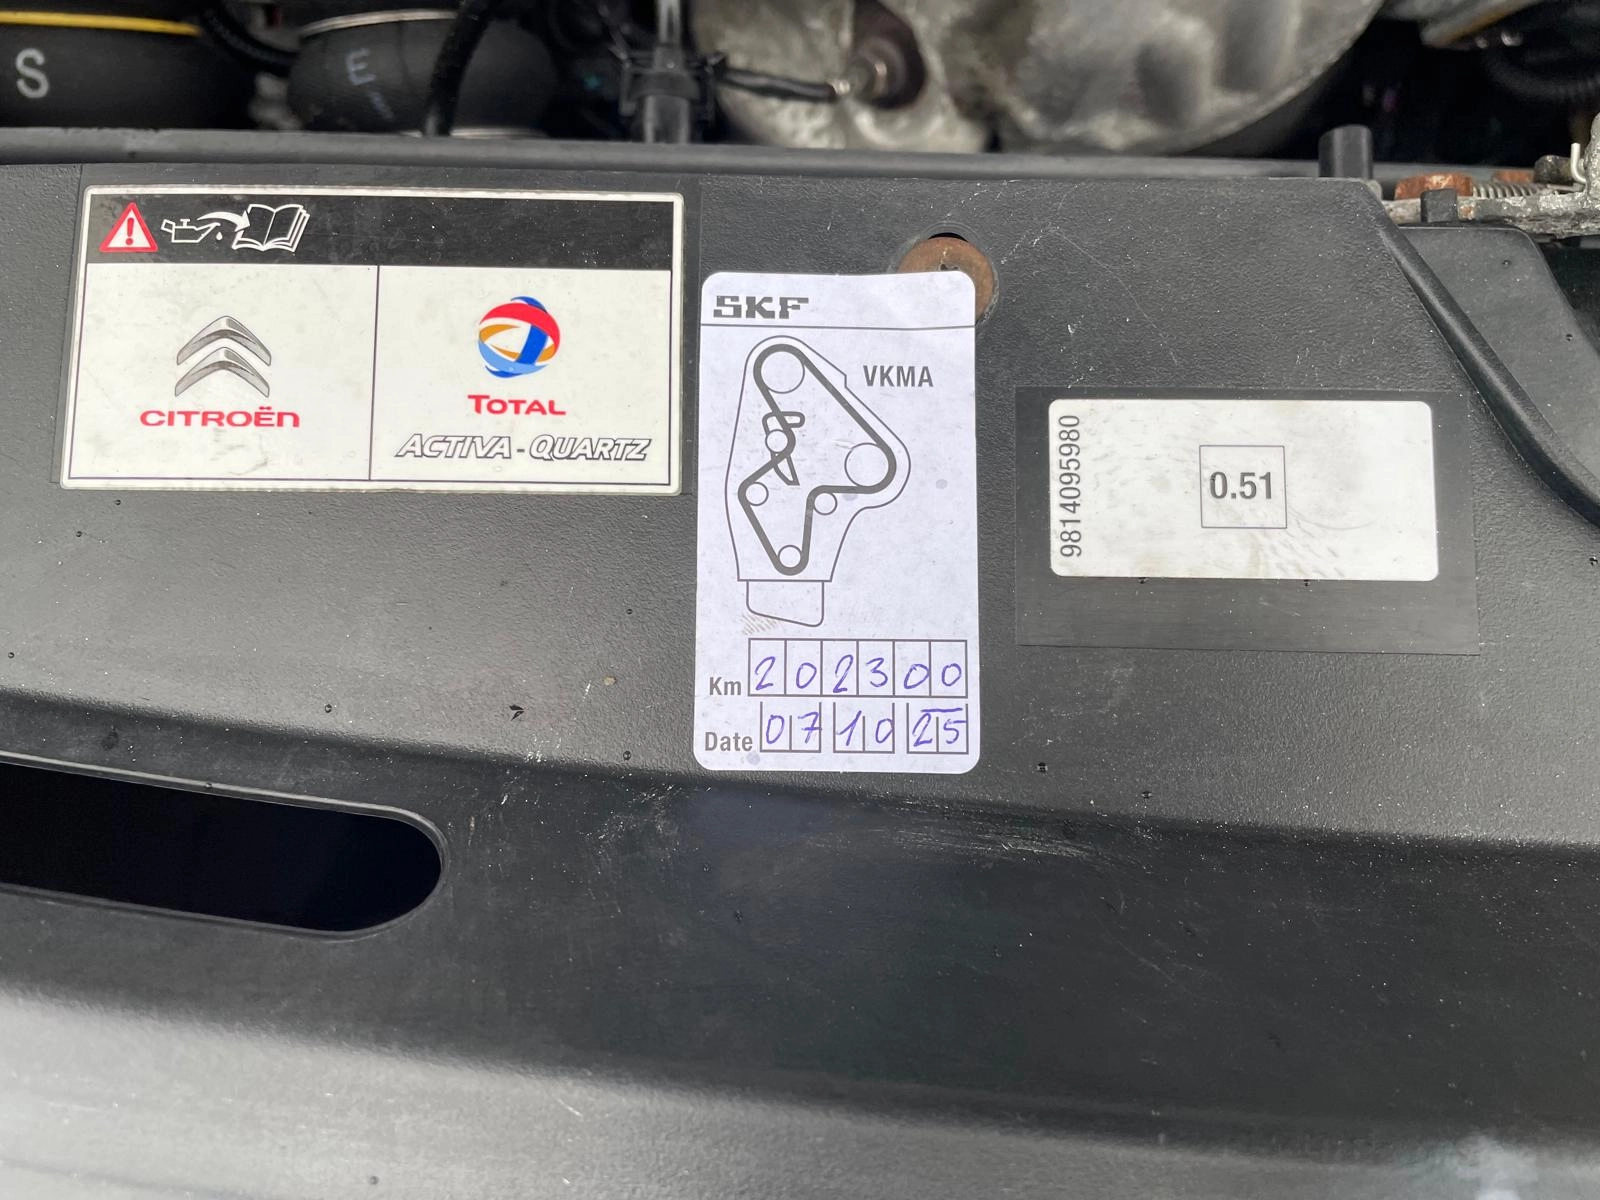 S
E
CITROËN
TOTAL
ACTIVA-QUARTZ
SKF
VKMA
Km 202300
Date 07 10 25
9814095980
0.51